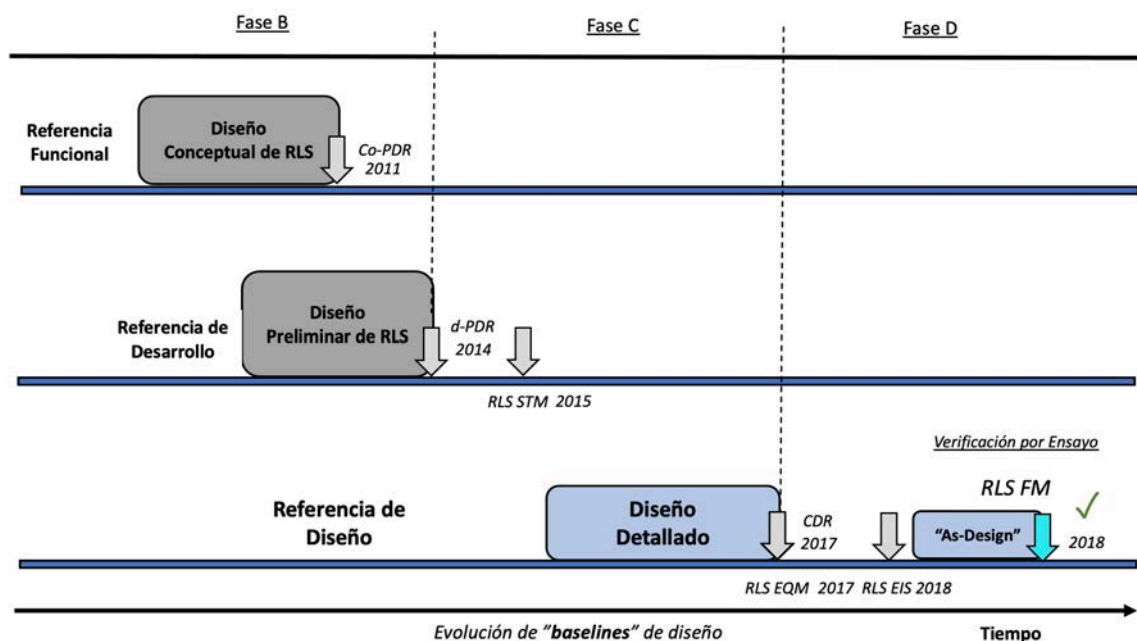 Fase B
Fase C
Fase D
Referencia
Funcional
Diseño
Conceptual de RLS
Co-PDR
2011
Referencia de
Desarrollo
Diseño
Preliminar de RLS
d-PDR
2014
RLS STM 2015
Verificación por Ensayo
RLS FM
Referencia de
Diseño
Diseño
Detallado
CDR
2017
"As-Design"
2018
RLS EQM 2017
RLS EIS 2018
Evolución de "baselines" de diseño
Tiempo